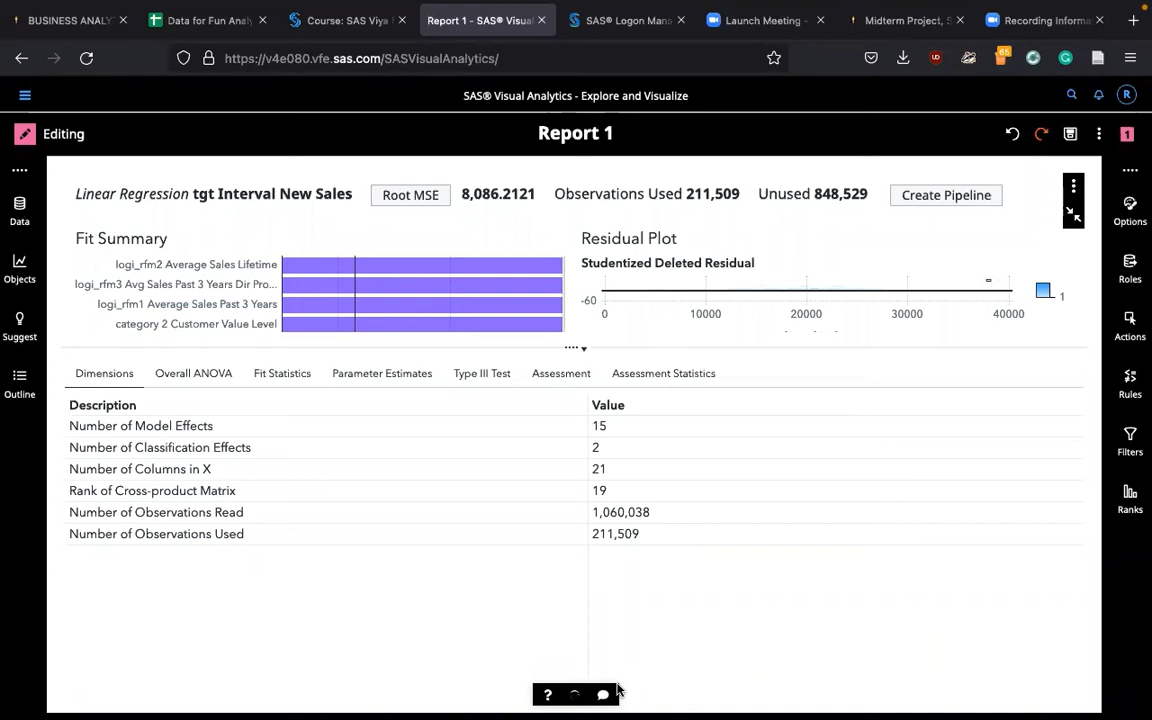 BUSINESS ANALY
Data for Fun Anal
Course: SAS Viya
Report 1 - SAS® Visual
SAS® Logon Mana
Launch Meeting -
Midterm Project, S
Recording Informa
https://v4e080.vfe.sas.com/SASVisualAnalytics/
65
SAS® Visual Analytics - Explore and Visualize
R
Editing
Report 1
1
Data
Objects
Suggest
Outline
Linear Regression tgt Interval New Sales
Root MSE
8,086.2121
Observations Used 211,509
Unused 848,529
Create Pipeline
Fit Summary
logi_rfm2 Average Sales Lifetime
logi_rfm3 Avg Sales Past 3 Years Dir Pro...
logi_rfm1 Average Sales Past 3 Years
category 2 Customer Value Level
Residual Plot
Studentized Deleted Residual
-60
0 10000 20000 30000 40000
1
Dimensions Overall ANOVA Fit Statistics Parameter Estimates Type III Test Assessment Assessment Statistics
Description Value
Number of Model Effects 15
Number of Classification Effects 2
Number of Columns in X 21
Rank of Cross-product Matrix 19
Number of Observations Read 1,060,038
Number of Observations Used 211,509
?
Options
Roles
Actions
Rules
Filters
Ranks